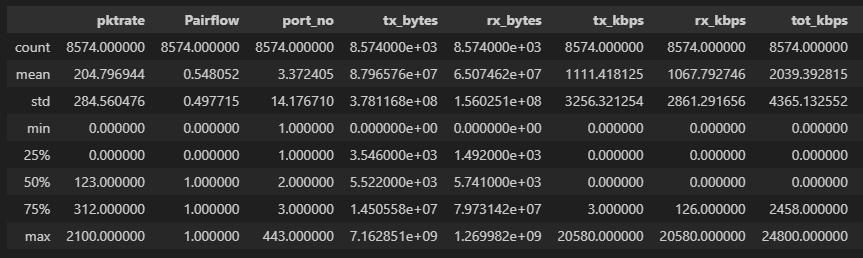 pktrate Pairflow port_no tx_bytes rx_bytes tx_kbps rx_kbps tot_kbps
count 8574.000000 8574.000000 8574.000000 8.574000e+03 8.574000e+03 8574.000000 8574.000000 8574.000000
mean 204.796944 0.548052 3.372405 8.796576e+07 6.507462e+07 1111.418125 1067.792746 2039.392815
std 284.560476 0.497715 14.176710 3.781168e+08 1.560251e+08 3256.321254 2861.291656 4365.132552
min 0.000000 0.000000 1.000000 0.000000e+00 0.000000e+00 0.000000 0.000000 0.000000
25% 0.000000 0.000000 1.000000 3.546000e+03 1.492000e+03 0.000000 0.000000 0.000000
50% 123.000000 1.000000 2.000000 5.522000e+03 5.741000e+03 0.000000 0.000000 0.000000
75% 312.000000 1.000000 3.000000 1.450558e+07 7.973142e+07 3.000000 126.000000 2458.000000
max 2100.000000 1.000000 443.000000 7.162851e+09 1.269982e+09 20580.000000 20580.000000 24800.000000